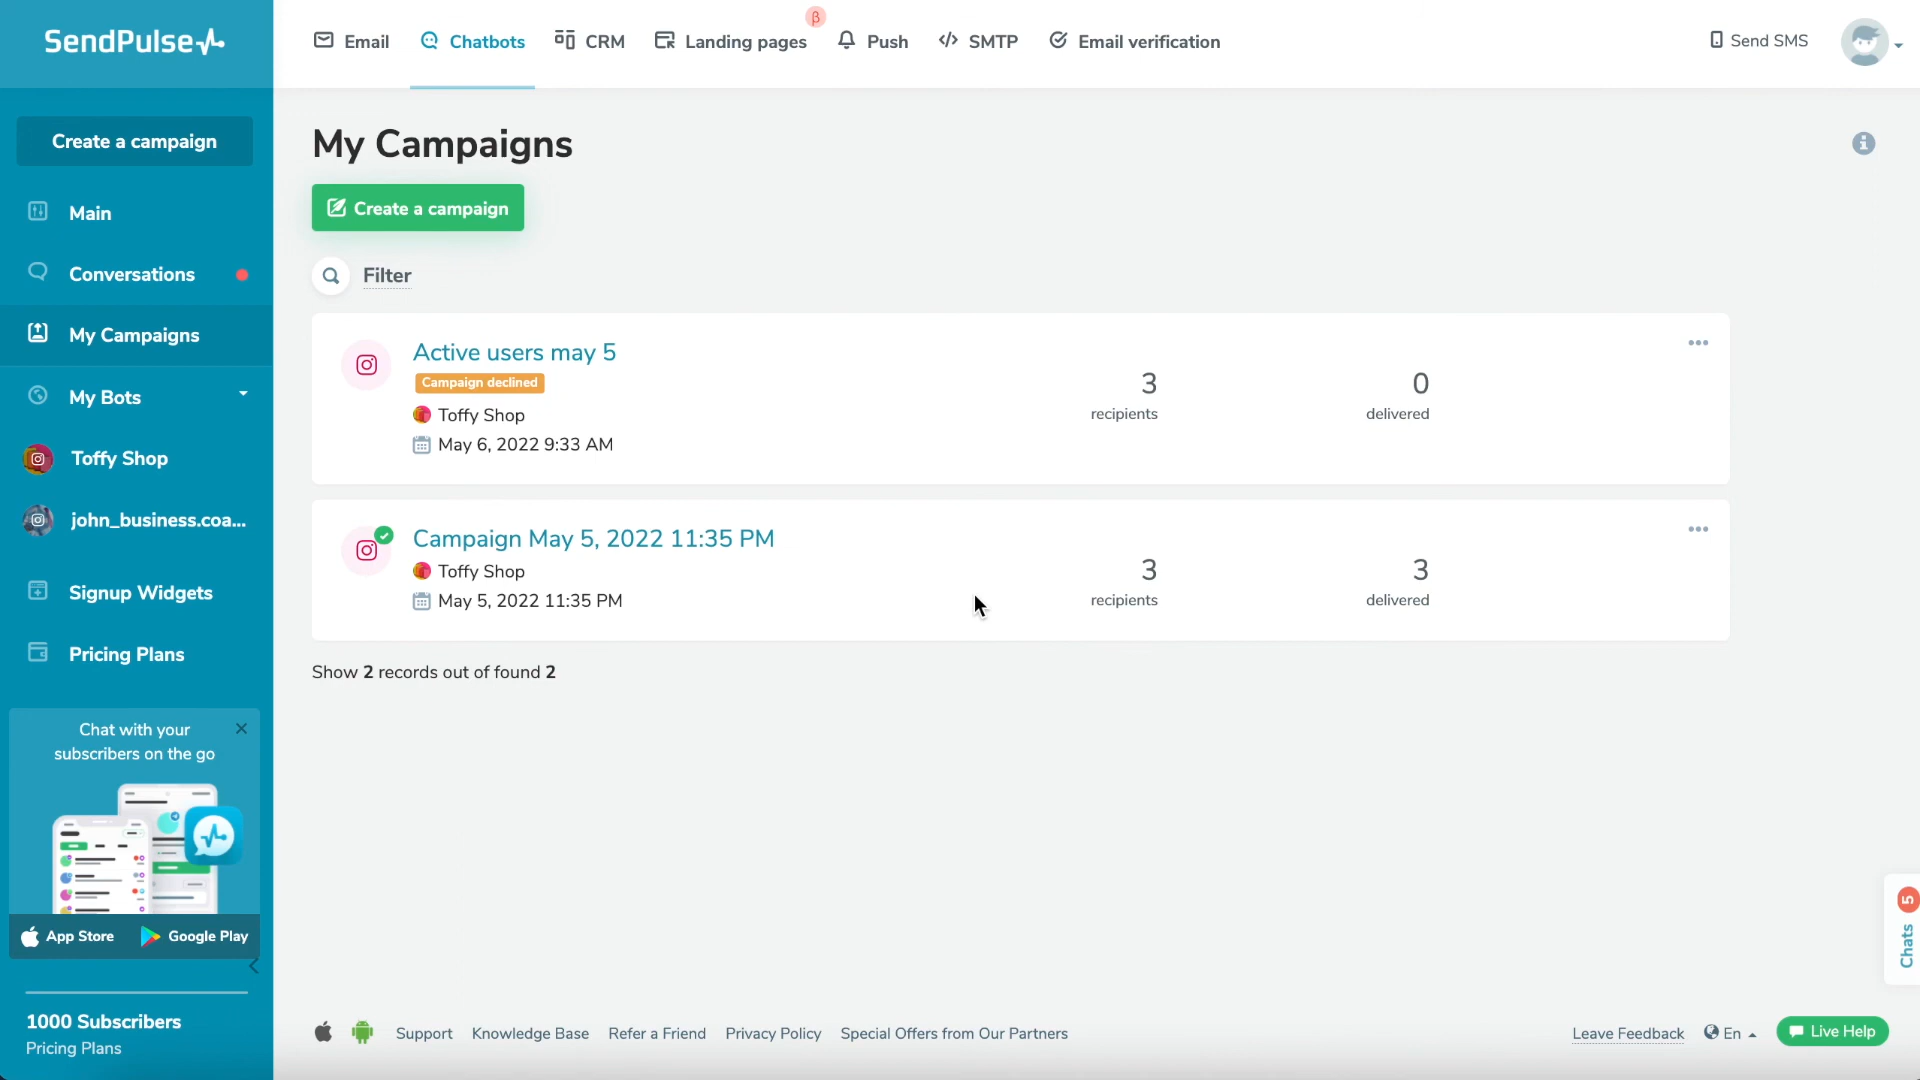 SendPulse
Email
Chatbots
CRM
Landing pages
β
Push
SMTP
Email verification
Send SMS
Create a campaign
Main
Conversations
My Campaigns
My Bots
Toffy Shop
john_business.coa...
Signup Widgets
Pricing Plans
Chat with your
subscribers on the go
App Store
Google Play
1000 Subscribers
Pricing Plans
My Campaigns
Create a campaign
Filter
Active users may 5
Campaign declined
Toffy Shop
May 6, 2022 9:33 AM
3
recipients
0
delivered
Campaign May 5, 2022 11:35 PM
Toffy Shop
May 5, 2022 11:35 PM
3
recipients
3
delivered
Show 2 records out of found 2
Chats 5
Support
Knowledge Base
Refer a Friend
Privacy Policy
Special Offers from Our Partners
Leave Feedback
En
Live Help